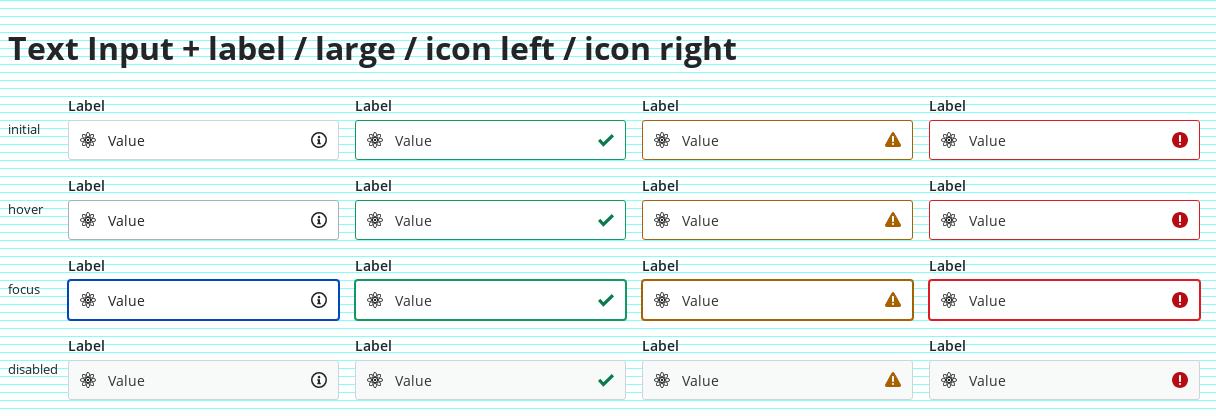 Text Input + label / large / icon left / icon right
Label Label Label Label
initial Value Value Value Value
Label Label Label Label
hover Value Value Value Value
Label Label Label Label
focus Value Value Value Value
Label Label Label Label
disabled Value Value Value Value